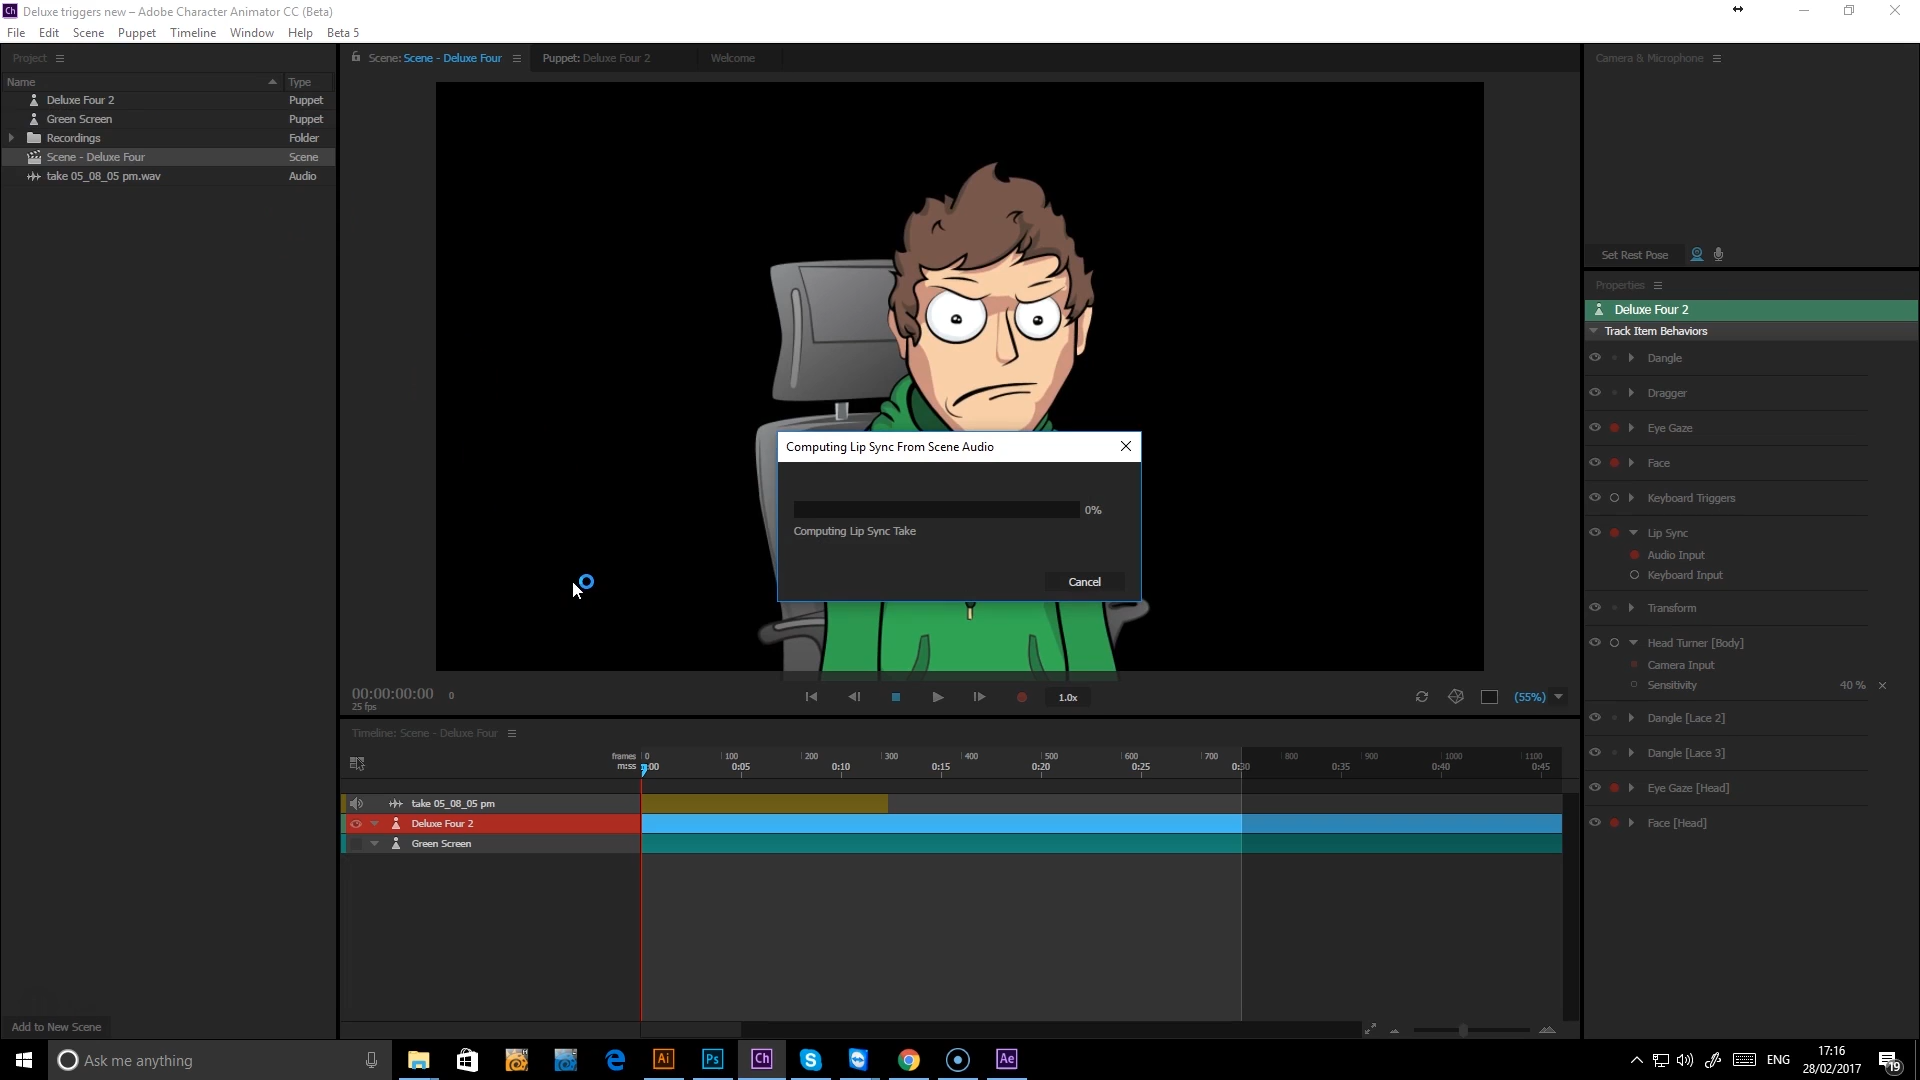 Ch Deluxe triggers new – Adobe Character Animator CC (Beta)
File Edit Scene Puppet Timeline Window Help Beta 5
Project
Name Type
Deluxe Four 2 Puppet
Green Screen Puppet
Recordings Folder
Scene - Deluxe Four Scene
take 05_08_05 pm.wav Audio
Add to New Scene
Scene: Scene - Deluxe Four Puppet: Deluxe Four 2 Welcome
Computing Lip Sync From Scene Audio
0%
Computing Lip Sync Take
Cancel
00:00:00:00 0
25 fps
1.0x
(55%)
Timeline: Scene - Deluxe Four
frames 0 100 200 300 400 500 600 700 800 900 1000 1100
m:ss 0:00 0:05 0:10 0:15 0:20 0:25 0:30 0:35 0:40 0:45
take 05_08_05 pm
Deluxe Four 2
Green Screen
Camera & Microphone
Set Rest Pose
Properties
Deluxe Four 2
Track Item Behaviors
Dangle
Dragger
Eye Gaze
Face
Keyboard Triggers
Lip Sync
Audio Input
Keyboard Input
Transform
Head Turner [Body]
Camera Input
Sensitivity 40 %
Dangle [Lace 2]
Dangle [Lace 3]
Eye Gaze [Head]
Face [Head]
Ask me anything
Ai Ps Ch Ae
ENG
17:16
28/02/2017
19